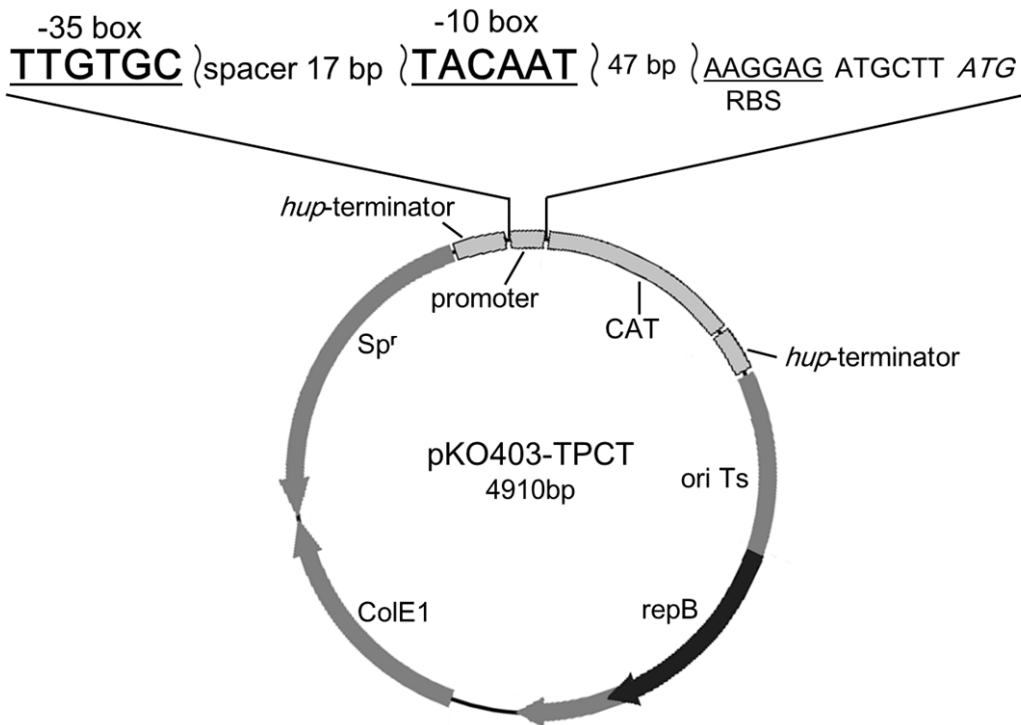 -35 box -10 box
TTGTGC spacer 17 bp TACAAT 47 bp AAGGAG ATGCTT ATG
RBS
hup-terminator
promoter
CAT
Spʳ
hup-terminator
pKO403-TPCT
4910bp
ori Ts
ColE1
repB